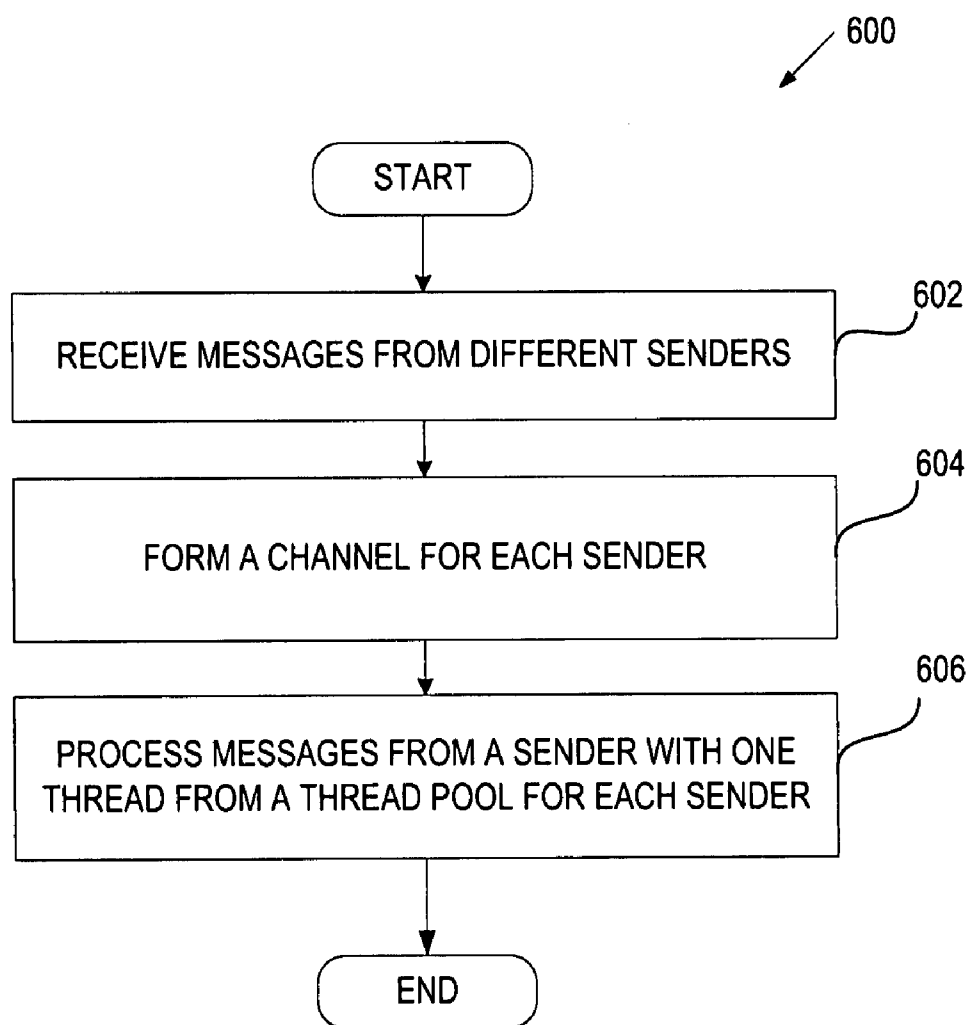 600
START
602
RECEIVE MESSAGES FROM DIFFERENT SENDERS
604
FORM A CHANNEL FOR EACH SENDER
606
PROCESS MESSAGES FROM A SENDER WITH ONE
THREAD FROM A THREAD POOL FOR EACH SENDER
END